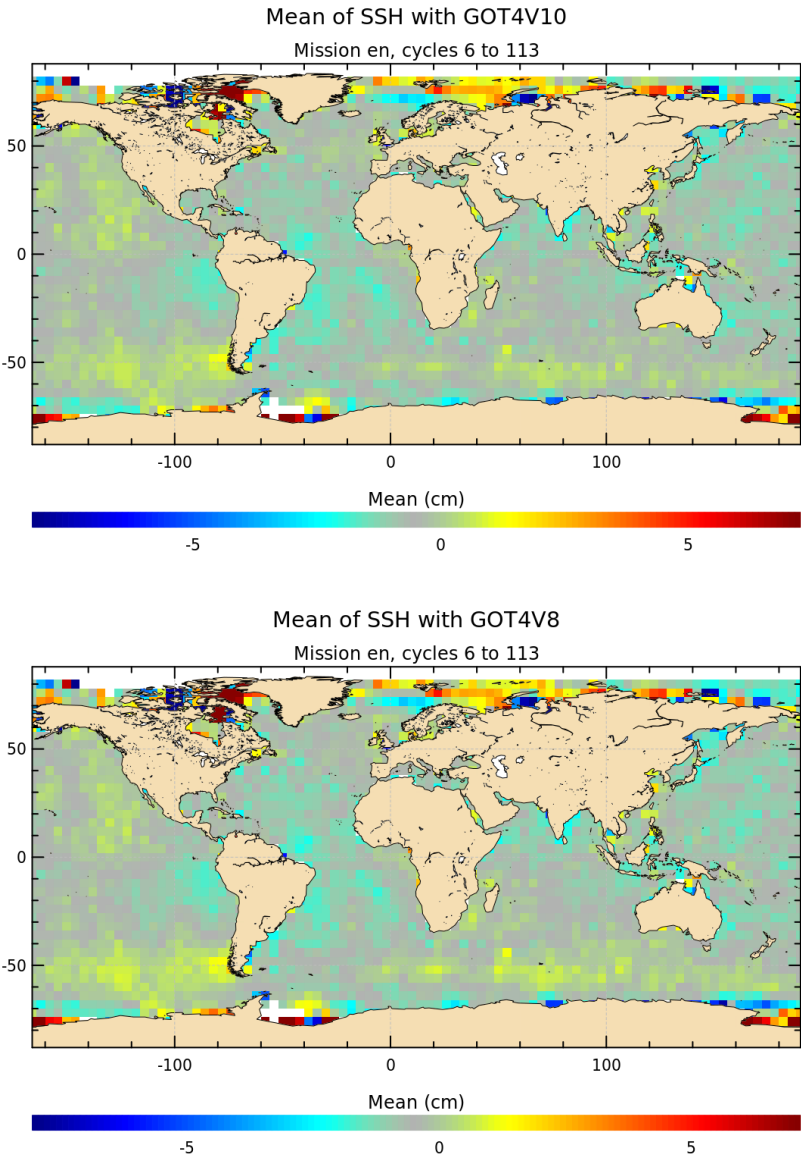 Mean of SSH with GOT4V10
Mission en, cycles 6 to 113
50
0
-50
-100 0 100
Mean (cm)
-5 0 5
Mean of SSH with GOT4V8
Mission en, cycles 6 to 113
50
0
-50
-100 0 100
Mean (cm)
-5 0 5